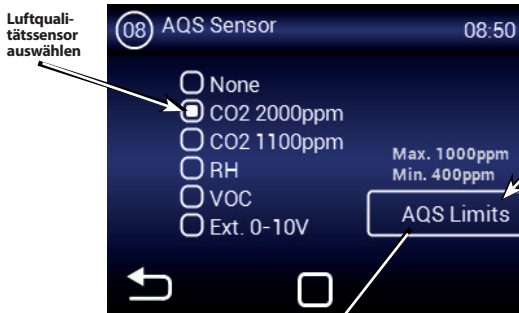 Luftquali-
tätssensor
auswählen
08 AQS Sensor 08:50
None
CO2 2000ppm
CO2 1100ppm
RH
VOC
Ext. 0-10V
Max. 1000ppm
Min. 400ppm
AQS Limits